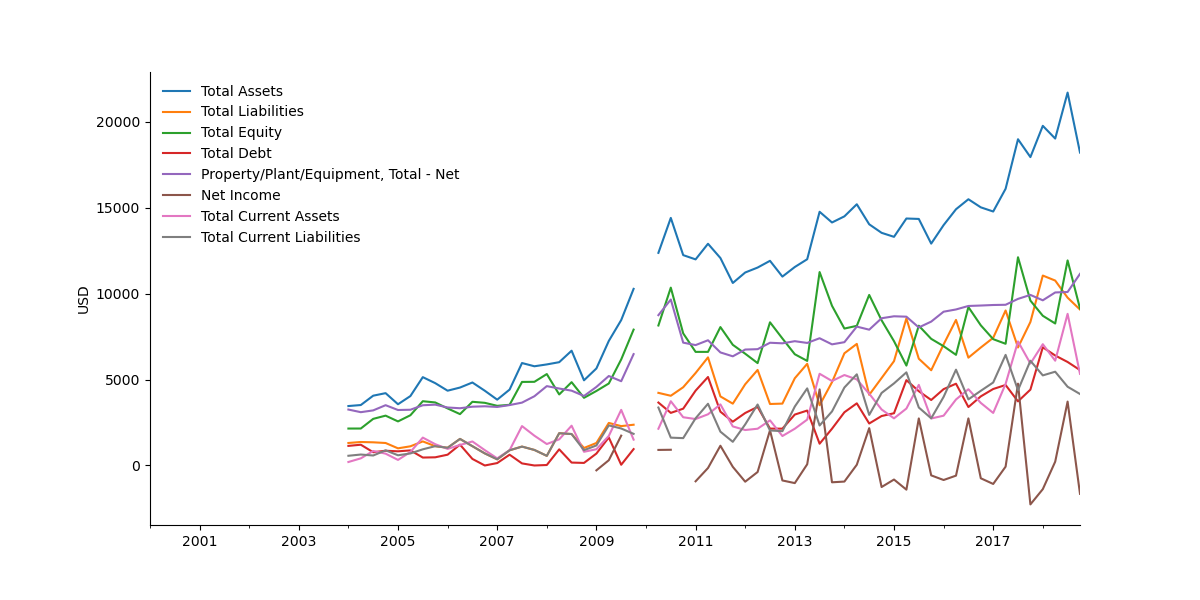 Total Assets
Total Liabilities
Total Equity
Total Debt
Property/Plant/Equipment, Total - Net
Net Income
Total Current Assets
Total Current Liabilities
USD
20000
15000
10000
5000
0
2001 2003 2005 2007 2009 2011 2013 2015 2017